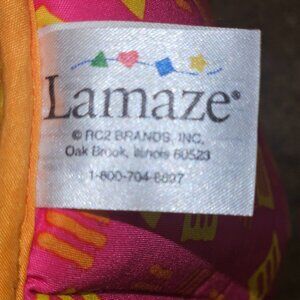 Lamaze®
© RC2 BRANDS, INC.
Oak Brook, Illinois 60523
1-800-704-8697